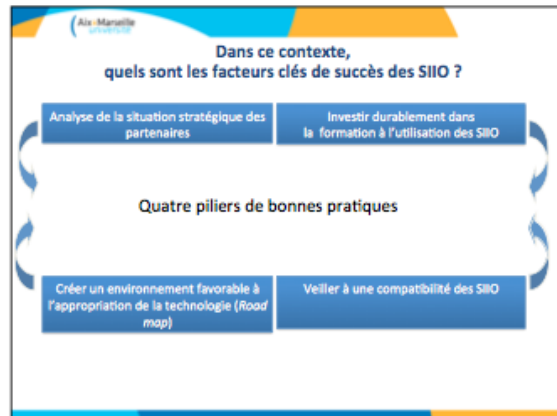 Aix*Marseille
université
Dans ce contexte,
quels sont les facteurs clés de succès des SIIO ?
Analyse de la situation stratégique des
partenaires
Investir durablement dans
la formation à l'utilisation des SIIO
Quatre piliers de bonnes pratiques
Créer un environnement favorable à
l'appropriation de la technologie (Road
map)
Veiller à une compatibilité des SIIO